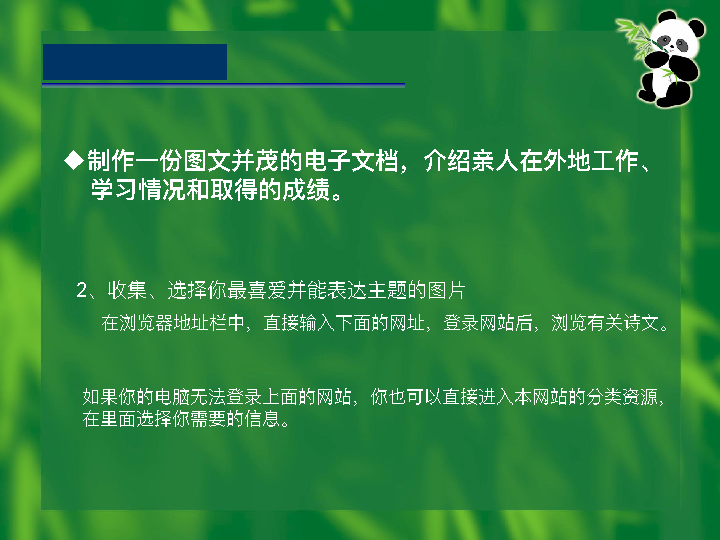 ◆制作一份图文并茂的电子文档，介绍亲人在外地工作、
学习情况和取得的成绩。
2、收集、选择你最喜爱并能表达主题的图片
在浏览器地址栏中，直接输入下面的网址，登录网站后，浏览有关诗文。
如果你的电脑无法登录上面的网站，你也可以直接进入本网站的分类资源，
在里面选择你需要的信息。